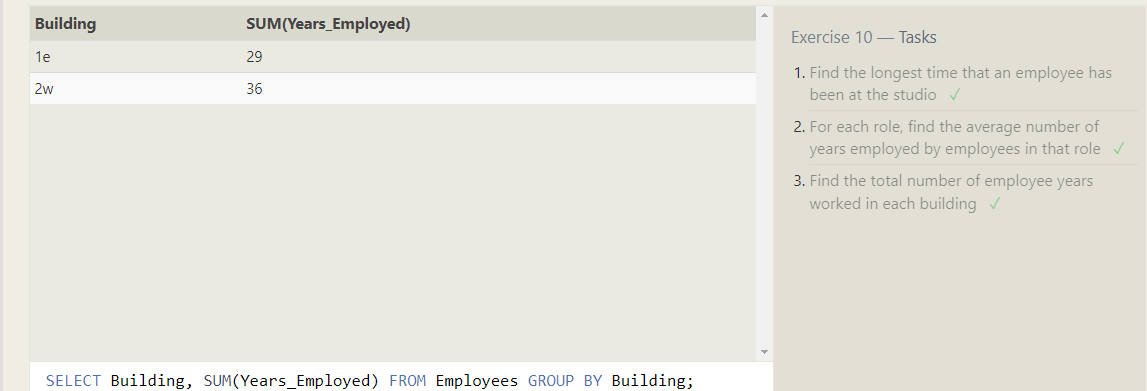 Building SUM(Years_Employed)
1e 29
2w 36
SELECT Building, SUM(Years_Employed) FROM Employees GROUP BY Building;
Exercise 10 — Tasks
1. Find the longest time that an employee has
been at the studio ✓
2. For each role, find the average number of
years employed by employees in that role ✓
3. Find the total number of employee years
worked in each building ✓